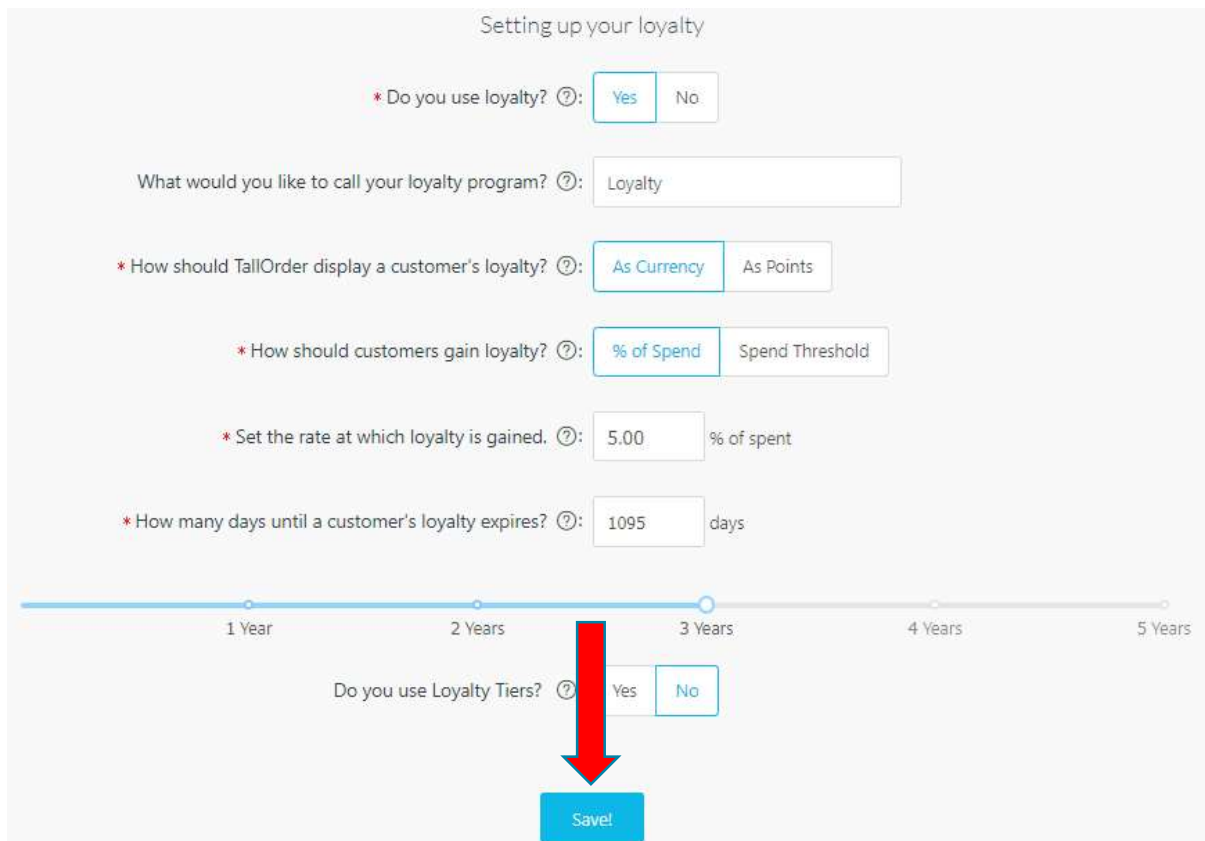 Setting up your loyalty
* Do you use loyalty? ?: Yes No
What would you like to call your loyalty program? ?: Loyalty
* How should TallOrder display a customer's loyalty? ?: As Currency As Points
* How should customers gain loyalty? ?: % of Spend Spend Threshold
* Set the rate at which loyalty is gained. ?: 5.00 % of spent
* How many days until a customer's loyalty expires? ?: 1095 days
1 Year 2 Years 3 Years 4 Years 5 Years
Do you use Loyalty Tiers? ? Yes No
Save!